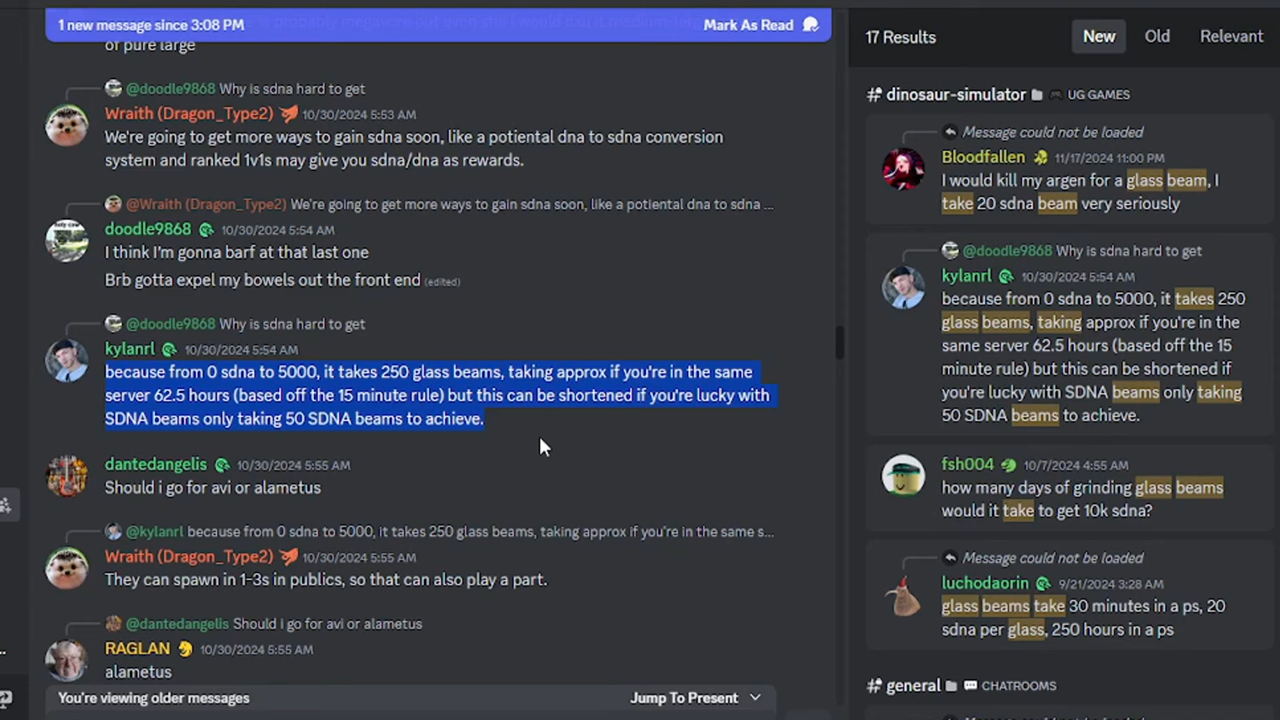 1 new message since 3:08 PM
Mark As Read
of pure large
@doodle9868 Why is sdna hard to get
Wraith (Dragon_Type2) 10/30/2024 5:53 AM
We're going to get more ways to gain sdna soon, like a potiental dna to sdna conversion
system and ranked 1v1s may give you sdna/dna as rewards.
@Wraith (Dragon_Type2) We're going to get more ways to gain sdna soon, like a potiental dna to sdna ...
doodle9868 10/30/2024 5:54 AM
I think I'm gonna barf at that last one
Brb gotta expel my bowels out the front end (edited)
@doodle9868 Why is sdna hard to get
kylanrl 10/30/2024 5:54 AM
because from 0 sdna to 5000, it takes 250 glass beams, taking approx if you're in the same
server 62.5 hours (based off the 15 minute rule) but this can be shortened if you're lucky with
SDNA beams only taking 50 SDNA beams to achieve.
dantedangelis 10/30/2024 5:55 AM
Should i go for avi or alametus
@kylanrl because from 0 sdna to 5000, it takes 250 glass beams, taking approx if you're in the same s...
Wraith (Dragon_Type2) 10/30/2024 5:55 AM
They can spawn in 1-3s in publics, so that can also play a part.
@dantedangelis Should i go for avi or alametus
RAGLAN 10/30/2024 5:55 AM
alametus
You're viewing older messages
Jump To Present
17 Results
New
Old
Relevant
# dinosaur-simulator UG GAMES
Message could not be loaded
Bloodfallen 11/17/2024 11:00 PM
I would kill my argen for a glass beam, I
take 20 sdna beam very seriously
@doodle9868 Why is sdna hard to get
kylanrl 10/30/2024 5:54 AM
because from 0 sdna to 5000, it takes 250
glass beams, taking approx if you're in the
same server 62.5 hours (based off the 15
minute rule) but this can be shortened if
you're lucky with SDNA beams only taking
50 SDNA beams to achieve.
fsh004 10/7/2024 4:55 AM
how many days of grinding glass beams
would it take to get 10k sdna?
Message could not be loaded
luchodaorin 9/21/2024 3:28 AM
glass beams take 30 minutes in a ps, 20
sdna per glass, 250 hours in a ps
# general CHATROOMS
Message could not be loaded